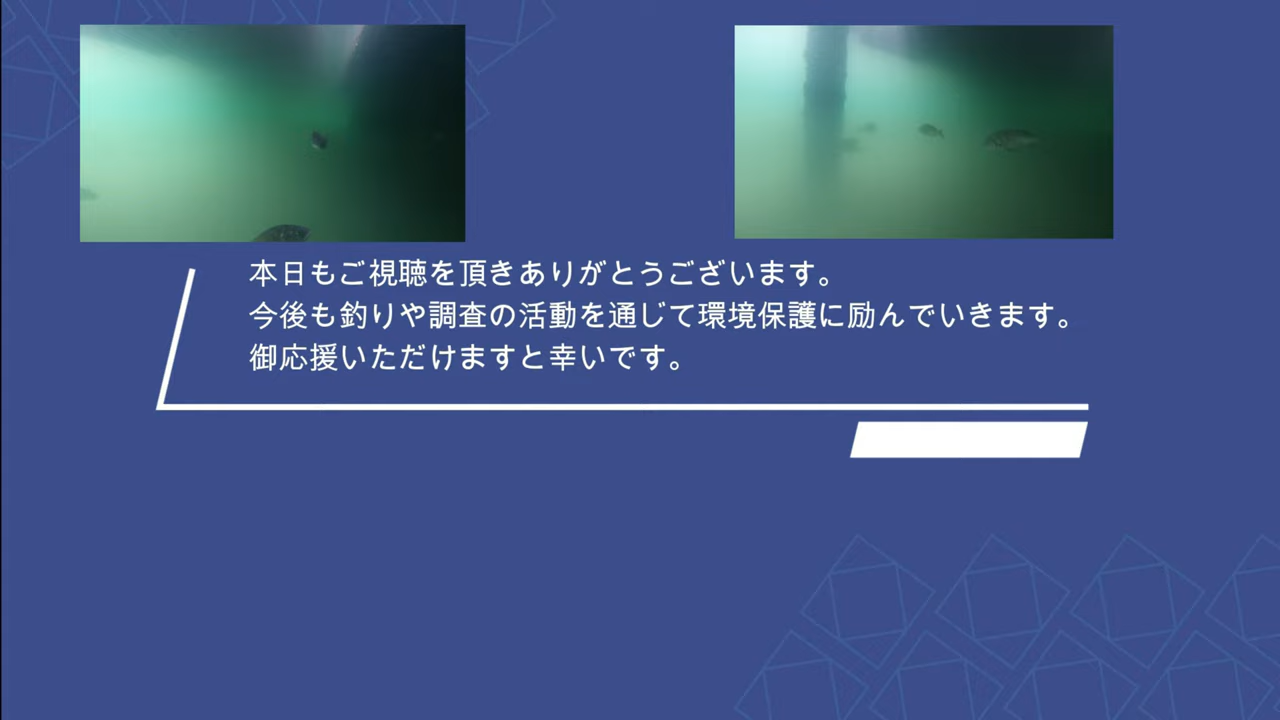 本日もご視聴を頂きありがとうございます。
今後も釣りや調査の活動を通じて環境保護に励んでいきます。
御応援いただけますと幸いです。